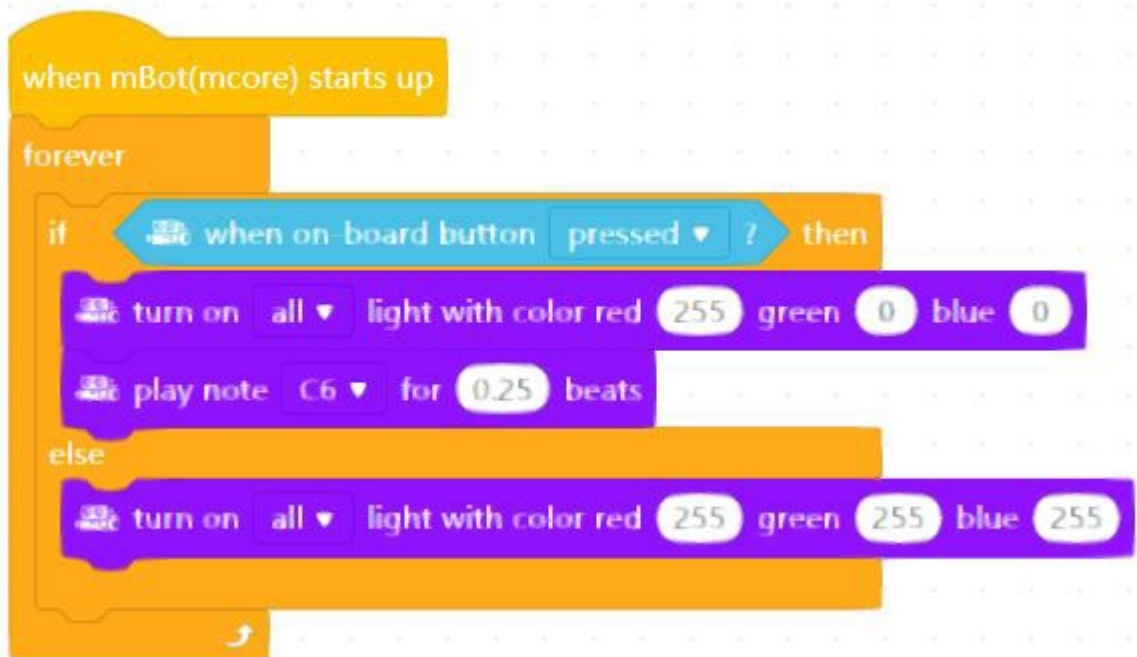 when mBot(mcore) starts up
forever
if when on-board button pressed ▼ ? then
turn on all ▼ light with color red 255 green 0 blue 0
play note C6 ▼ for 0.25 beats
else
turn on all ▼ light with color red 255 green 255 blue 255